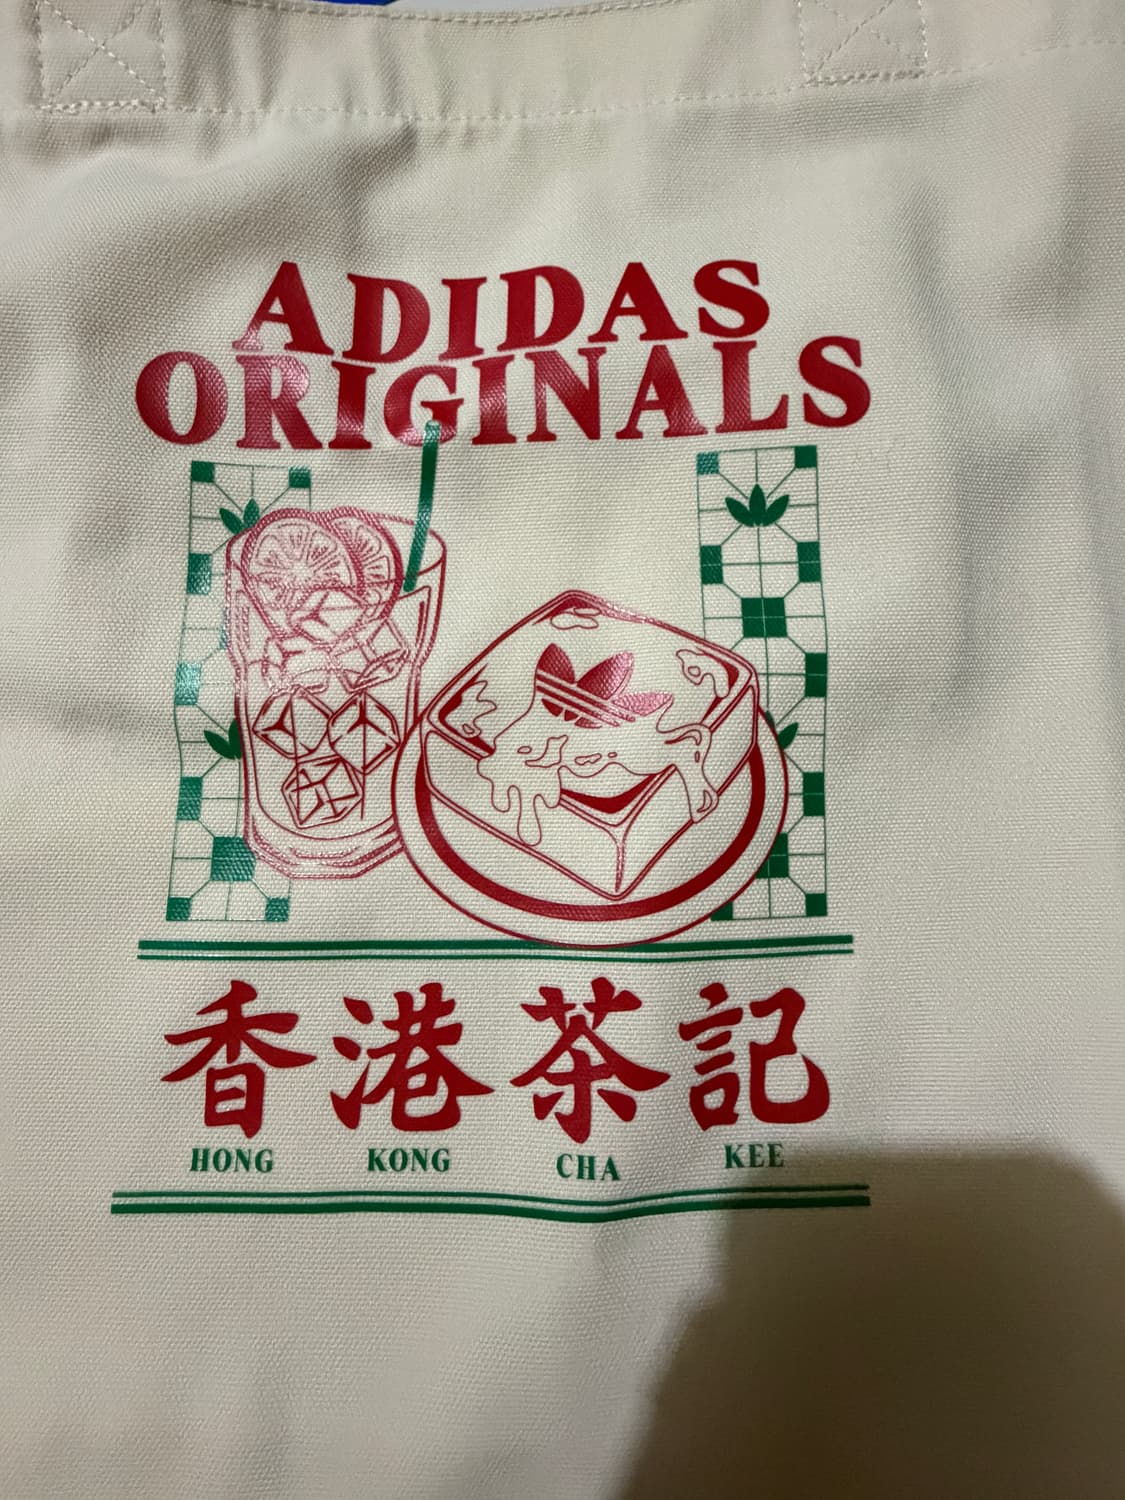 ADIDAS
ORIGINALS
香港茶記
HONG KONG CHA KEE